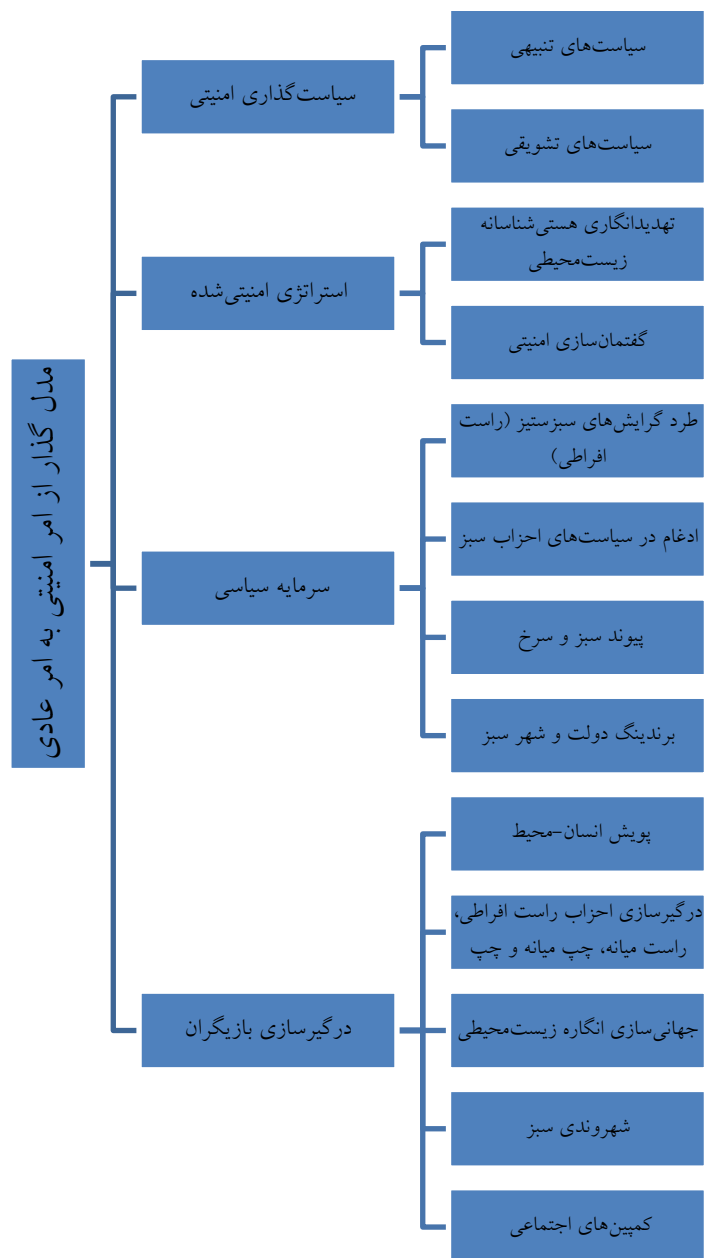 مدل گذار از امر امنیتی به امر عادی
سیاست‌گذاری امنیتی
سیاست‌های تنبیهی
سیاست‌های تشویقی
استراتژی امنیتی‌شده
تهدیدانگاری هستی‌شناسانه
زیست‌محیطی
گفتمان‌سازی امنیتی
سرمایه سیاسی
طرد گرایش‌های سبزستیز (راست
افراطی)
ادغام در سیاست‌های احزاب سبز
پیوند سبز و سرخ
برندینگ دولت و شهر سبز
درگیرسازی بازیگران
پویش انسان-محیط
درگیرسازی احزاب راست افراطی،
راست میانه، چپ میانه و چپ
جهانی‌سازی انگاره زیست‌محیطی
شهروندی سبز
کمپین‌های اجتماعی